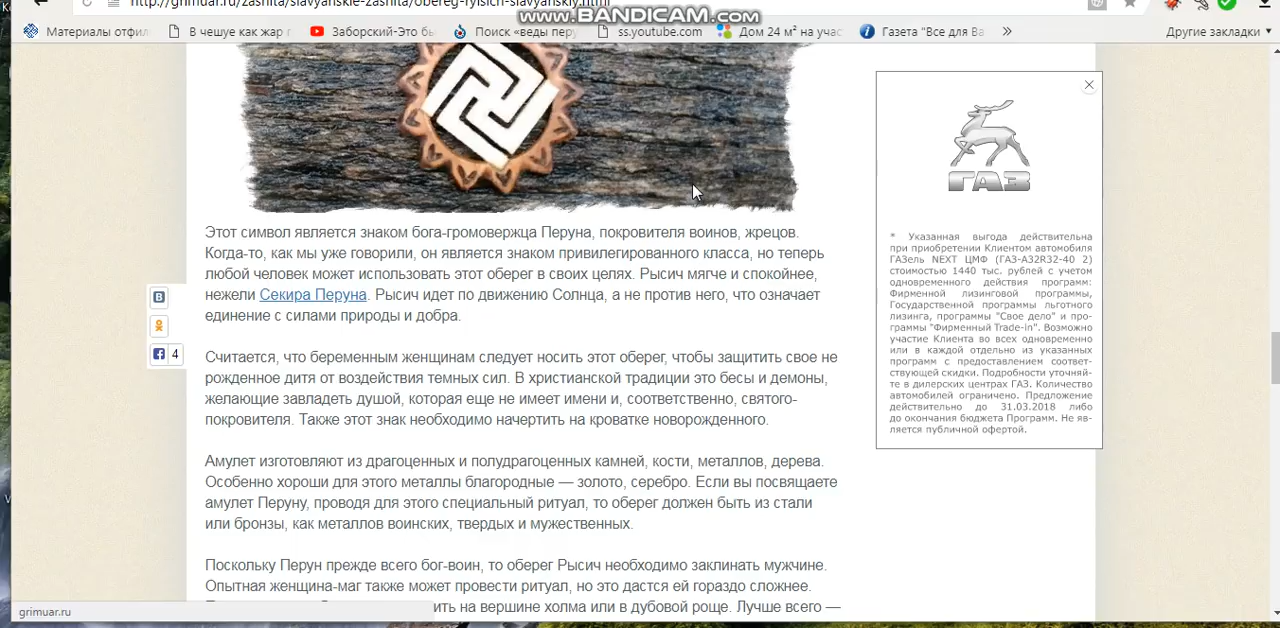 http://grimuar.ru/zashita/slavyanskie-zashita/obereg-ryisich-slavyanskiy.html
www.BANDICAM.com
Материалы отфил
В чешуе как жар г
Заборский-Это бы
Поиск «веды перу
ss.youtube.com
Дом 24 м² на учас
Газета "Все для Ва
»
Другие закладки
ГАЗ
* Указанная выгода действительна
при приобретении Клиентом автомобиля
ГАЗель NEXT ЦМФ (ГАЗ-А32R32-40 2)
стоимостью 1440 тыс. рублей с учетом
одновременного действия программ:
Фирменной лизинговой программы,
Государственной программы льготного
лизинга, программы "Свое дело" и про-
граммы "Фирменный Trade-in". Возможно
участие Клиента во всех одновременно
или в каждой отдельно из указанных
программ с предоставлением соответ-
ствующей скидки. Подробности уточняй-
те в дилерских центрах ГАЗ. Количество
автомобилей ограничено. Предложение
действительно до 31.03.2018 либо
до окончания бюджета Программ. Не яв-
ляется публичной офертой.
Этот символ является знаком бога-громовержца Перуна, покровителя воинов, жрецов.
Когда-то, как мы уже говорили, он является знаком привилегированного класса, но теперь
любой человек может использовать этот оберег в своих целях. Рысич мягче и спокойнее,
нежели Секира Перуна. Рысич идет по движению Солнца, а не против него, что означает
единение с силами природы и добра.
4
Считается, что беременным женщинам следует носить этот оберег, чтобы защитить свое не
рожденное дитя от воздействия темных сил. В христианской традиции это бесы и демоны,
желающие завладеть душой, которая еще не имеет имени и, соответственно, святого-
покровителя. Также этот знак необходимо начертить на кроватке новорожденного.
Амулет изготовляют из драгоценных и полудрагоценных камней, кости, металлов, дерева.
Особенно хороши для этого металлы благородные — золото, серебро. Если вы посвящаете
амулет Перуну, проводя для этого специальный ритуал, то оберег должен быть из стали
или бронзы, как металлов воинских, твердых и мужественных.
Поскольку Перун прежде всего бог-воин, то оберег Рысич необходимо заклинать мужчине.
Опытная женщина-маг также может провести ритуал, но это дастся ей гораздо сложнее.
ить на вершине холма или в дубовой роще. Лучше всего —
grimuar.ru